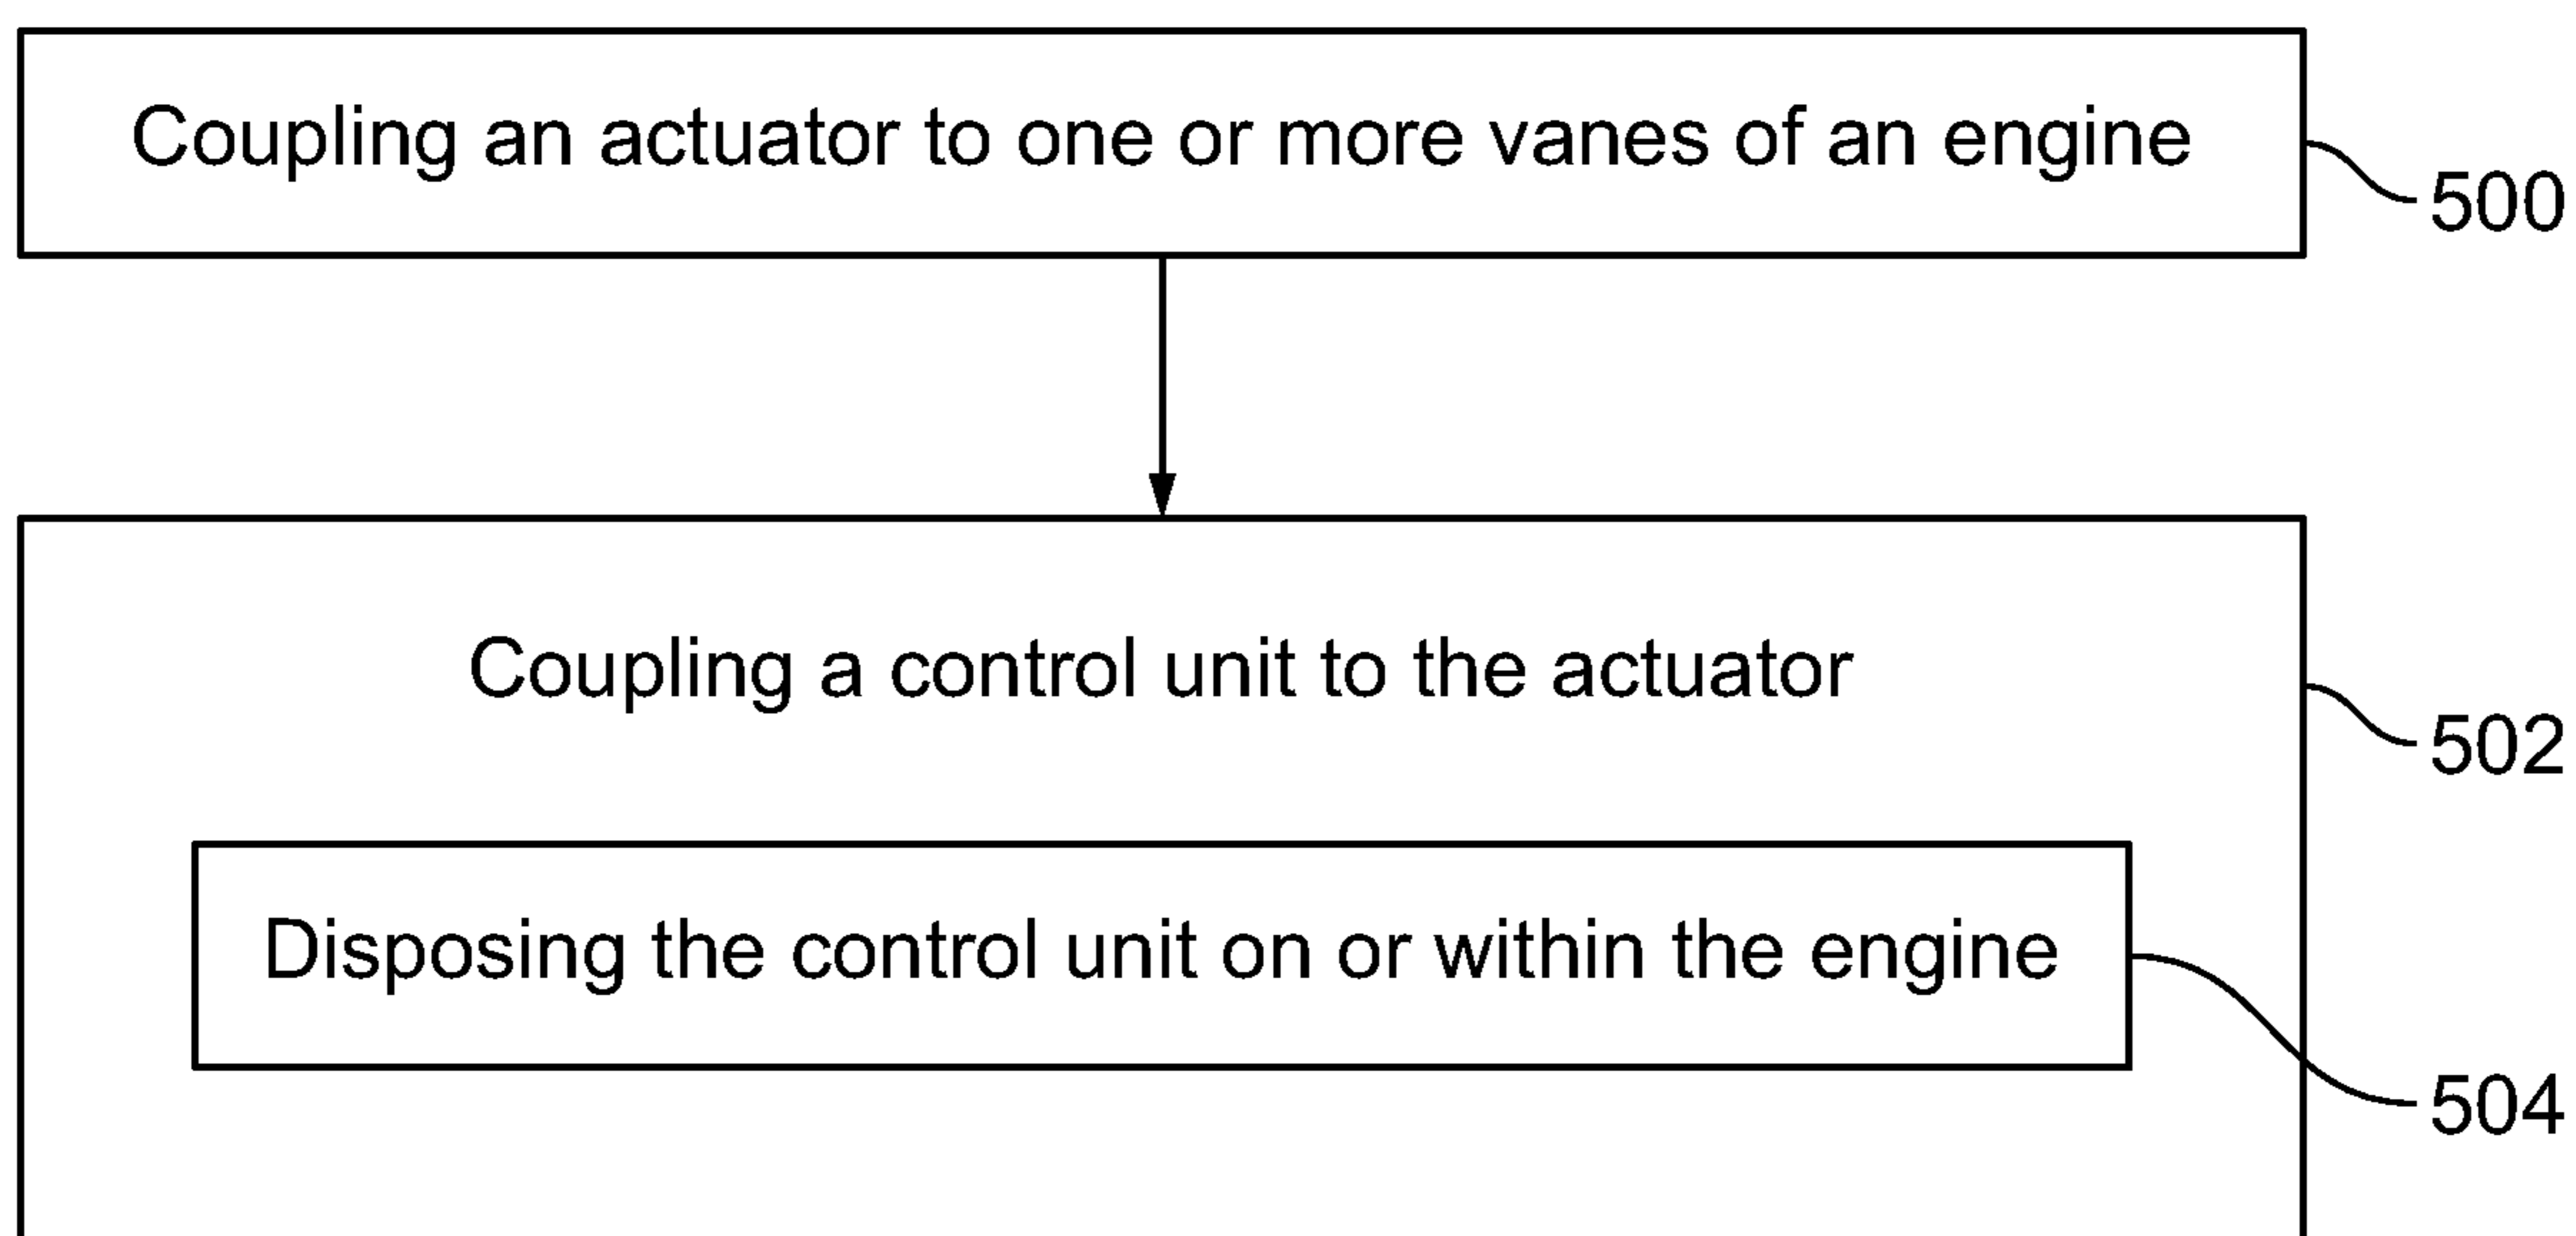 Coupling an actuator to one or more vanes of an engine
500
Coupling a control unit to the actuator
502
Disposing the control unit on or within the engine
504